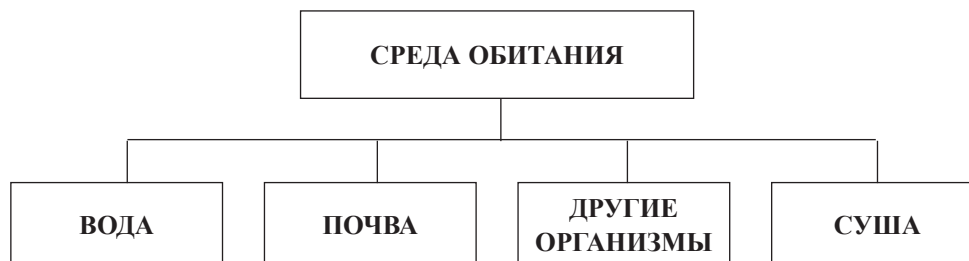 СРЕДА ОБИТАНИЯ
ВОДА
ПОЧВА
ДРУГИЕ
ОРГАНИЗМЫ
СУША